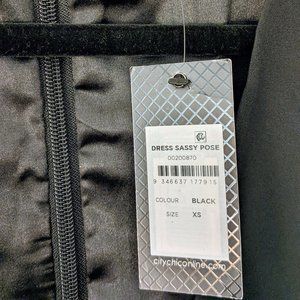 DRESS SASSY POSE
00200870
9 346637 177915
COLOUR BLACK
SIZE XS
citychiconline.com